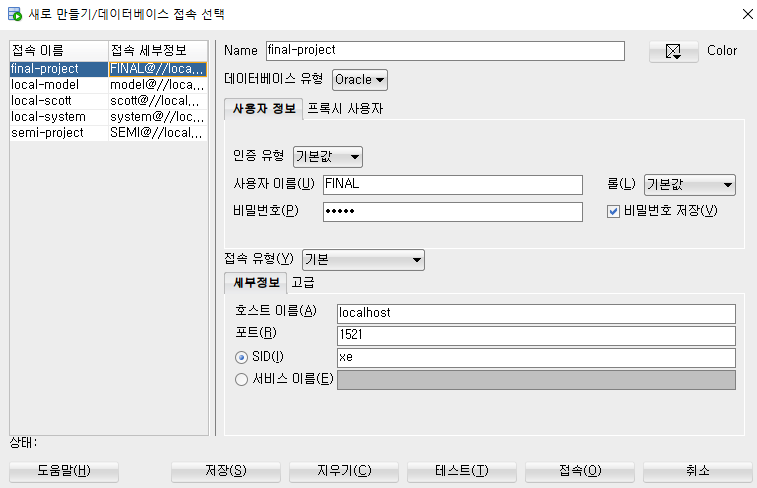 새로 만들기/데이터베이스 접속 선택
접속 이름 접속 세부정보
final-project FINAL@//loca...
local-model model@//loca...
local-scott scott@//local...
local-system system@//local...
semi-project SEMI@//local...
Name final-project Color
데이터베이스 유형 Oracle
사용자 정보 프록시 사용자
인증 유형 기본값
사용자 이름(U) FINAL 롤(L) 기본값
비밀번호(P) ••••• 비밀번호 저장(V)
접속 유형(Y) 기본
세부정보 고급
호스트 이름(A) localhost
포트(R) 1521
SID(I) xe
서비스 이름(E)
상태:
도움말(H) 저장(S) 지우기(C) 테스트(T) 접속(O) 취소